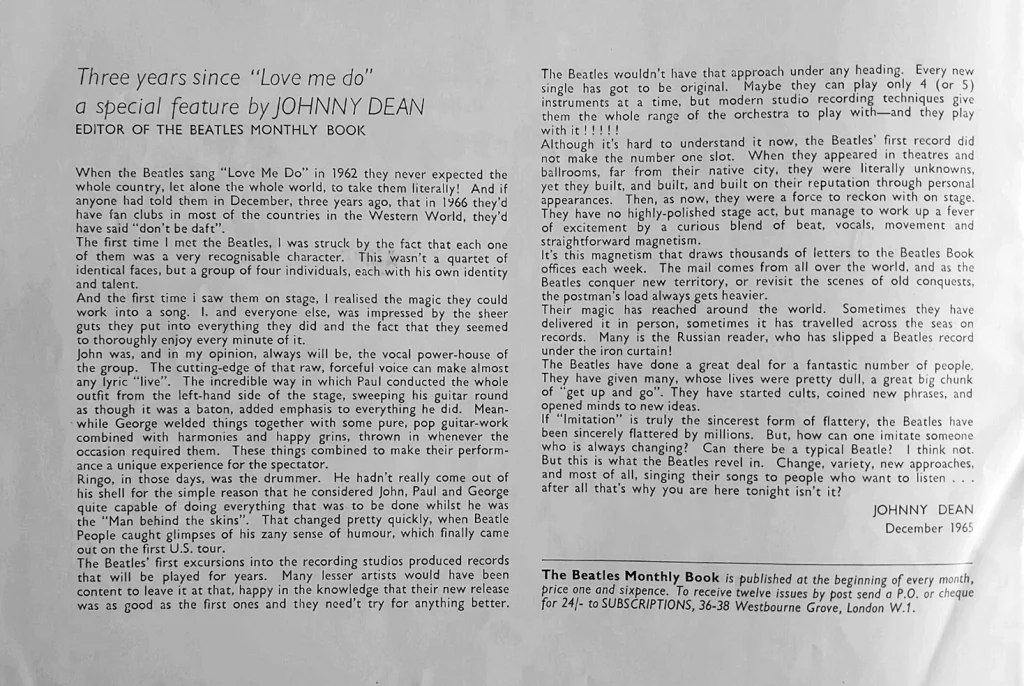 Three years since "Love me do"
a special feature by JOHNNY DEAN
EDITOR OF THE BEATLES MONTHLY BOOK
When the Beatles sang "Love Me Do" in 1962 they never expected the
whole country, let alone the whole world, to take them literally! And if
anyone had told them in December, three years ago, that in 1966 they'd
have fan clubs in most of the countries in the Western World, they'd
have said "don't be daft".
The first time I met the Beatles, I was struck by the fact that each one
of them was a very recognisable character. This wasn't a quartet of
identical faces, but a group of four individuals, each with his own identity
and talent.
And the first time i saw them on stage, I realised the magic they could
work into a song. I. and everyone else, was impressed by the sheer
guts they put into everything they did and the fact that they seemed
to thoroughly enjoy every minute of it.
John was, and in my opinion, always will be, the vocal power-house of
the group. The cutting-edge of that raw, forceful voice can make almost
any lyric "live". The incredible way in which Paul conducted the whole
outfit from the left-hand side of the stage, sweeping his guitar round
as though it was a baton, added emphasis to everything he did. Mean-
while George welded things together with some pure, pop guitar-work
combined with harmonies and happy grins, thrown in whenever the
occasion required them. These things combined to make their perform-
ance a unique experience for the spectator.
Ringo, in those days, was the drummer. He hadn't really come out of
his shell for the simple reason that he considered John, Paul and George
quite capable of doing everything that was to be done whilst he was
the "Man behind the skins". That changed pretty quickly, when Beatle
People caught glimpses of his zany sense of humour, which finally came
out on the first U.S. tour.
The Beatles' first excursions into the recording studios produced records
that will be played for years. Many lesser artists would have been
content to leave it at that, happy in the knowledge that their new release
was as good as the first ones and they need't try for anything better.
The Beatles wouldn't have that approach under any heading. Every new
single has got to be original. Maybe they can play only 4 (or 5)
instruments at a time, but modern studio recording techniques give
them the whole range of the orchestra to play with—and they play
with it ! ! ! ! !
Although it's hard to understand it now, the Beatles' first record did
not make the number one slot. When they appeared in theatres and
ballrooms, far from their native city, they were literally unknowns,
yet they built, and built, and built on their reputation through personal
appearances. Then, as now, they were a force to reckon with on stage.
They have no highly-polished stage act, but manage to work up a fever
of excitement by a curious blend of beat, vocals, movement and
straightforward magnetism.
It's this magnetism that draws thousands of letters to the Beatles Book
offices each week. The mail comes from all over the world, and as the
Beatles conquer new territory, or revisit the scenes of old conquests,
the postman's load always gets heavier.
Their magic has reached around the world. Sometimes they have
delivered it in person, sometimes it has travelled across the seas on
records. Many is the Russian reader, who has slipped a Beatles record
under the iron curtain!
The Beatles have done a great deal for a fantastic number of people.
They have given many, whose lives were pretty dull, a great big chunk
of "get up and go". They have started cults, coined new phrases, and
opened minds to new ideas.
If "Imitation" is truly the sincerest form of flattery, the Beatles have
been sincerely flattered by millions. But, how can one imitate someone
who is always changing? Can there be a typical Beatle? I think not.
But this is what the Beatles revel in. Change, variety, new approaches,
and most of all, singing their songs to people who want to listen . . .
after all that's why you are here tonight isn't it?
JOHNNY DEAN
December 1965
The Beatles Monthly Book is published at the beginning of every month,
price one and sixpence. To receive twelve issues by post send a P.O. or cheque
for 24/- to SUBSCRIPTIONS, 36-38 Westbourne Grove, London W.1.